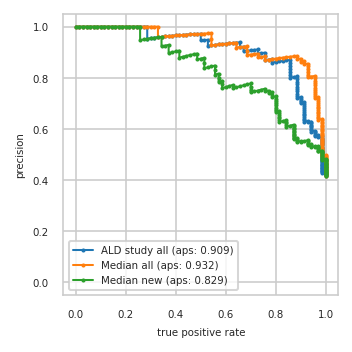 1.0
0.8
0.6
0.4
0.2
0.0
precision
ALD study all (aps: 0.909)
Median all (aps: 0.932)
Median new (aps: 0.829)
0.0 0.2 0.4 0.6 0.8 1.0
true positive rate